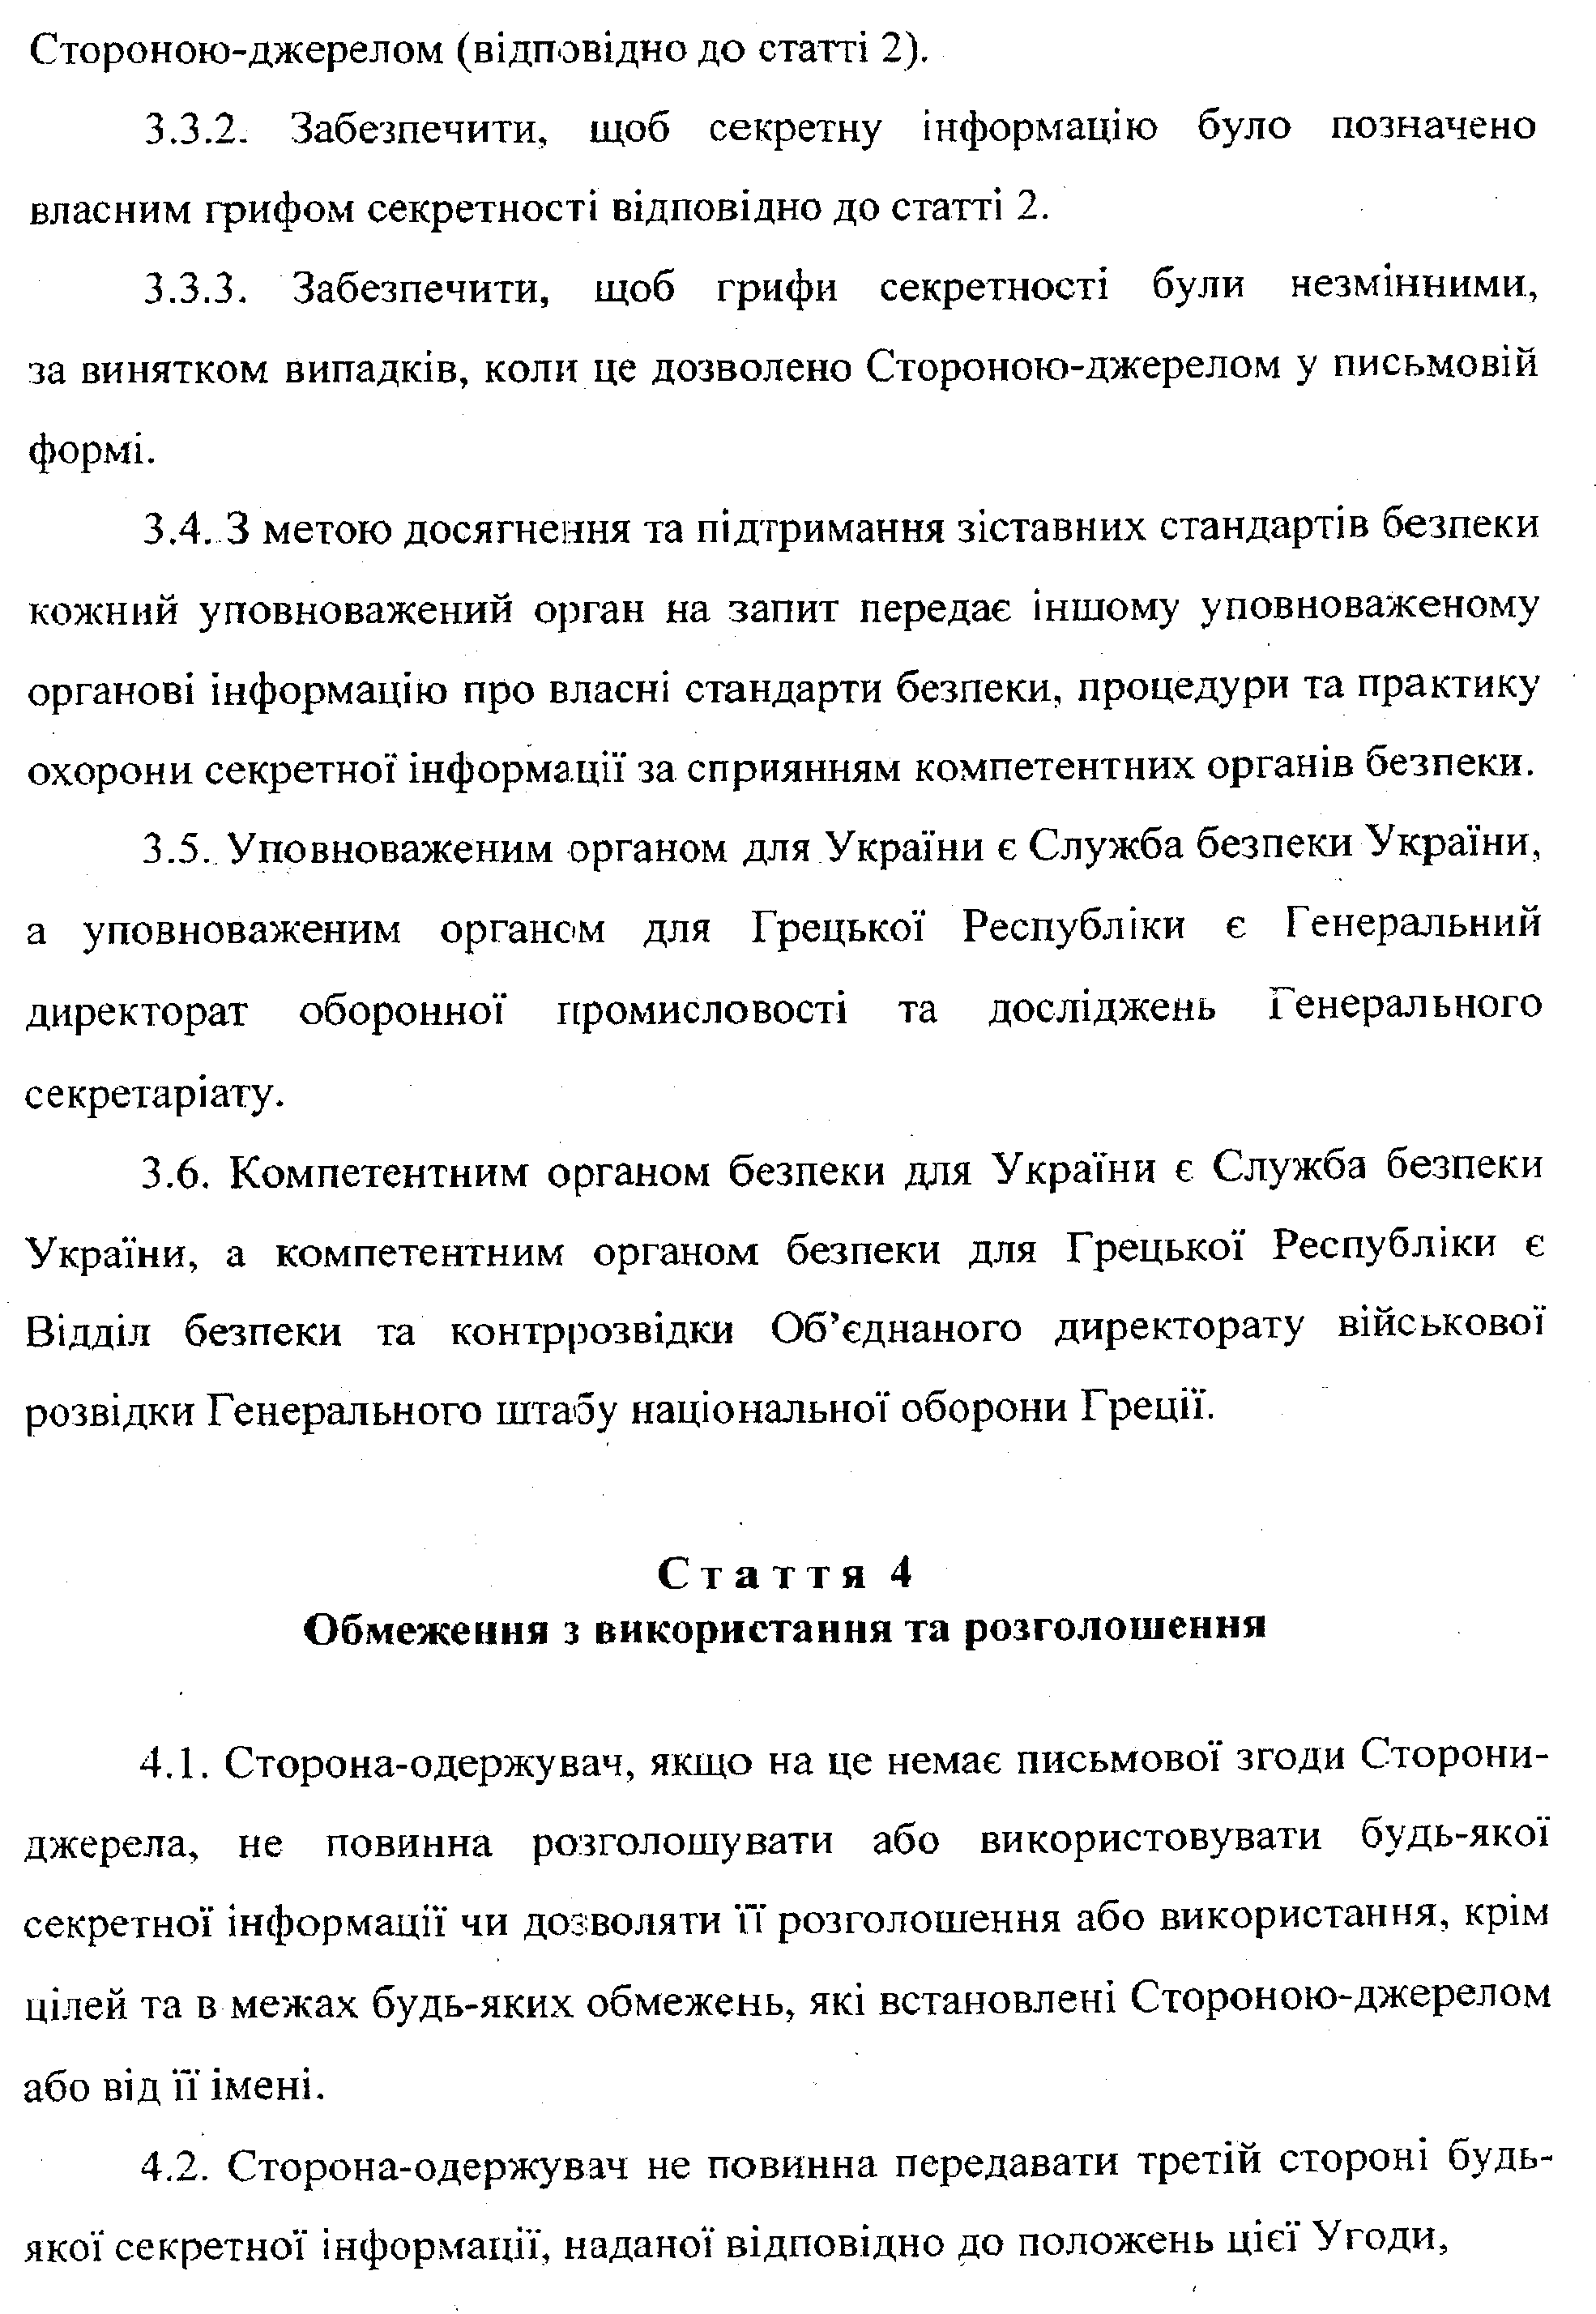 Стороною-джерелом (відповідно до статті 2).
3.3.2. Забезпечити, щоб секретну інформацію було позначено
власним грифом секретності відповідно до статті 2.
3.3.3. Забезпечити, щоб грифи секретності були незмінними,
за винятком випадків, коли це дозволено Стороною-джерелом у письмовій
формі.
3.4. З метою досягнення та підтримання зіставних стандартів безпеки
кожний уповноважений орган на запит передає іншому уповноваженому
органові інформацію про власні стандарти безпеки, процедури та практику
охорони секретної інформації за сприянням компетентних органів безпеки.
3.5. Уповноваженим органом для України є Служба безпеки України,
а уповноваженим органом для Грецької Республіки є Генеральний
директорат оборонної промисловості та досліджень Генерального
секретаріату.
3.6. Компетентним органом безпеки для України є Служба безпеки
України, а компетентним органом безпеки для Грецької Республіки є
Відділ безпеки та контррозвідки Об’єднаного директорату військової
розвідки Генерального штабу національної оборони Греції.
Стаття 4
Обмеження з використання та розголошення
4.1. Сторона-одержувач, якщо на це немає письмової згоди Сторони-
джерела, не повинна розголошувати або використовувати будь-якої
секретної інформації чи дозволяти її розголошення або використання, крім
цілей та в межах будь-яких обмежень, які встановлені Стороною-джерелом
або від її імені.
4.2. Сторона-одержувач не повинна передавати третій стороні будь-
якої секретної інформації, наданої відповідно до положень цієї Угоди,